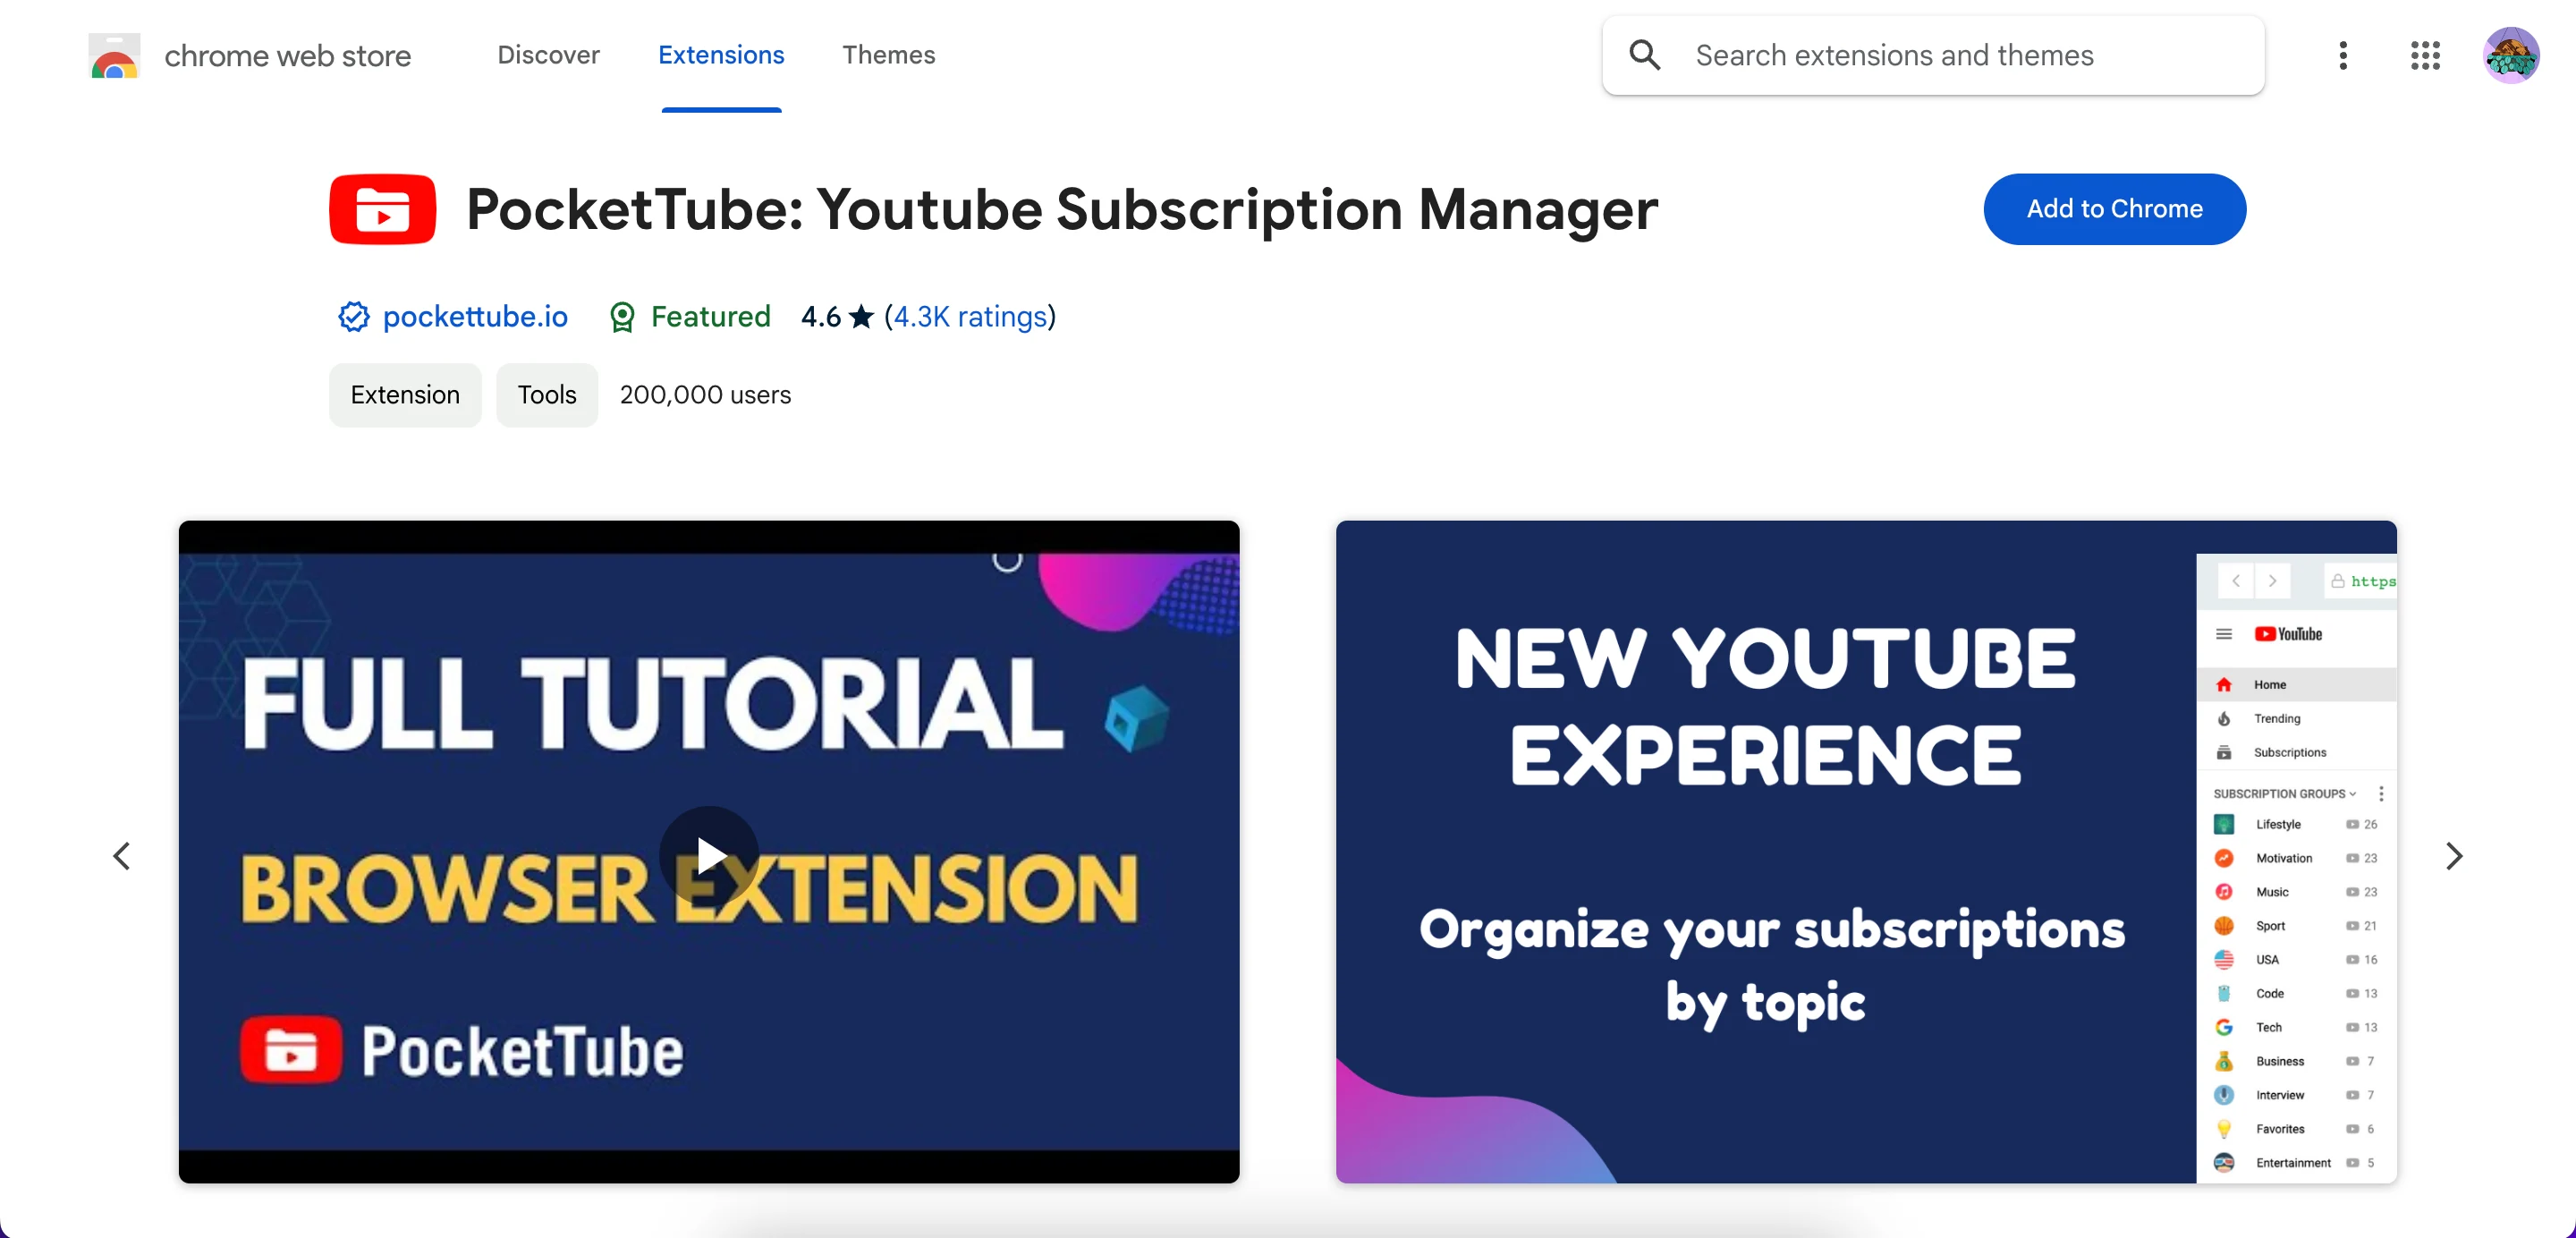 chrome web store
Discover
Extensions
Themes
Search extensions and themes
PocketTube: Youtube Subscription Manager
Add to Chrome
pockettube.io
Featured
4.6 ★ (4.3K ratings)
Extension
Tools
200,000 users
FULL TUTORIAL
BROWSER EXTENSION
PocketTube
NEW YOUTUBE
EXPERIENCE
Organize your subscriptions
by topic
https
YouTube
Home
Trending
Subscriptions
SUBSCRIPTION GROUPS
Lifestyle 26
Motivation 23
Music 23
Sport 21
USA 16
Code 13
Tech 13
Business 7
Interview 7
Favorites 6
Entertainment 5